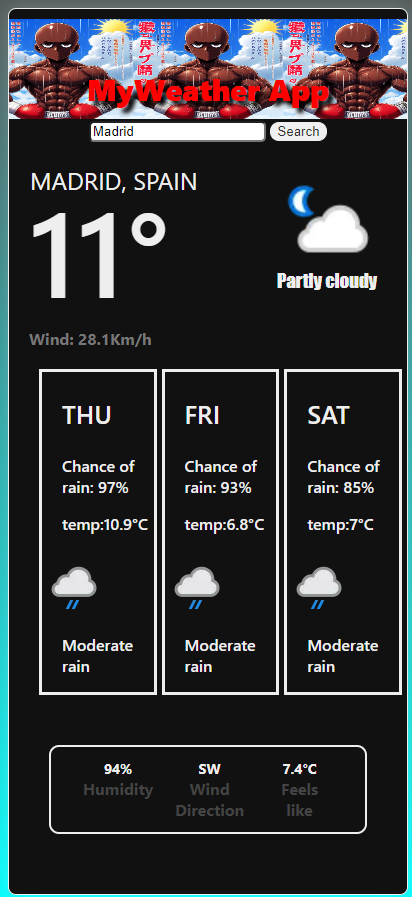 MyWeather App
Madrid
Search
MADRID, SPAIN
11°
Partly cloudy
Wind: 28.1Km/h
THU
Chance of
rain: 97%
temp:10.9°C
Moderate
rain
FRI
Chance of
rain: 93%
temp:6.8°C
Moderate
rain
SAT
Chance of
rain: 85%
temp:7°C
Moderate
rain
94%
Humidity
SW
Wind
Direction
7.4°C
Feels
like